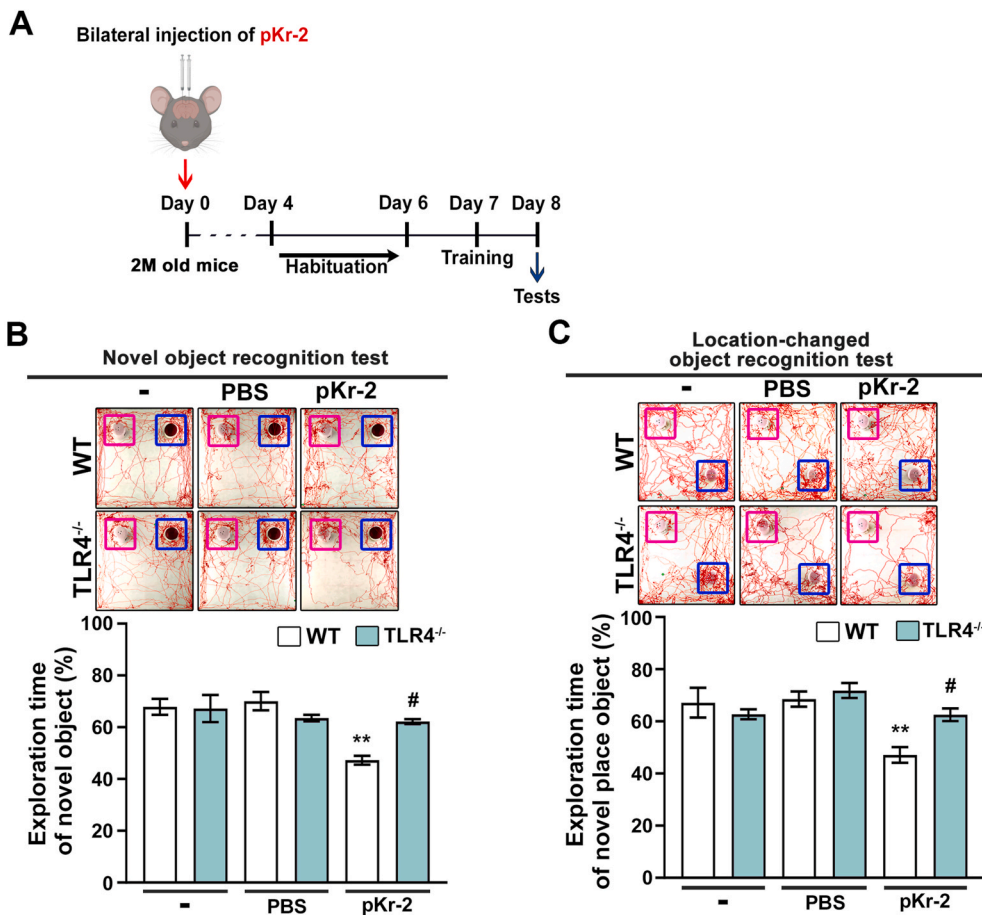 A
Bilateral injection of pKr-2
Day 0
Day 4
Day 6
Day 7
Day 8
2M old mice
Habituation
Training
Tests
B
Novel object recognition test
-
PBS
pKr-2
WT
TLR4-/-
100
80
60
40
20
0
Exploration time
of novel object (%)
WT
TLR4-/-
**
#
-
PBS
pKr-2
C
Location-changed
object recognition test
-
PBS
pKr-2
WT
TLR4-/-
100
80
60
40
20
0
Exploration time
of novel place object (%)
WT
TLR4-/-
**
#
-
PBS
pKr-2